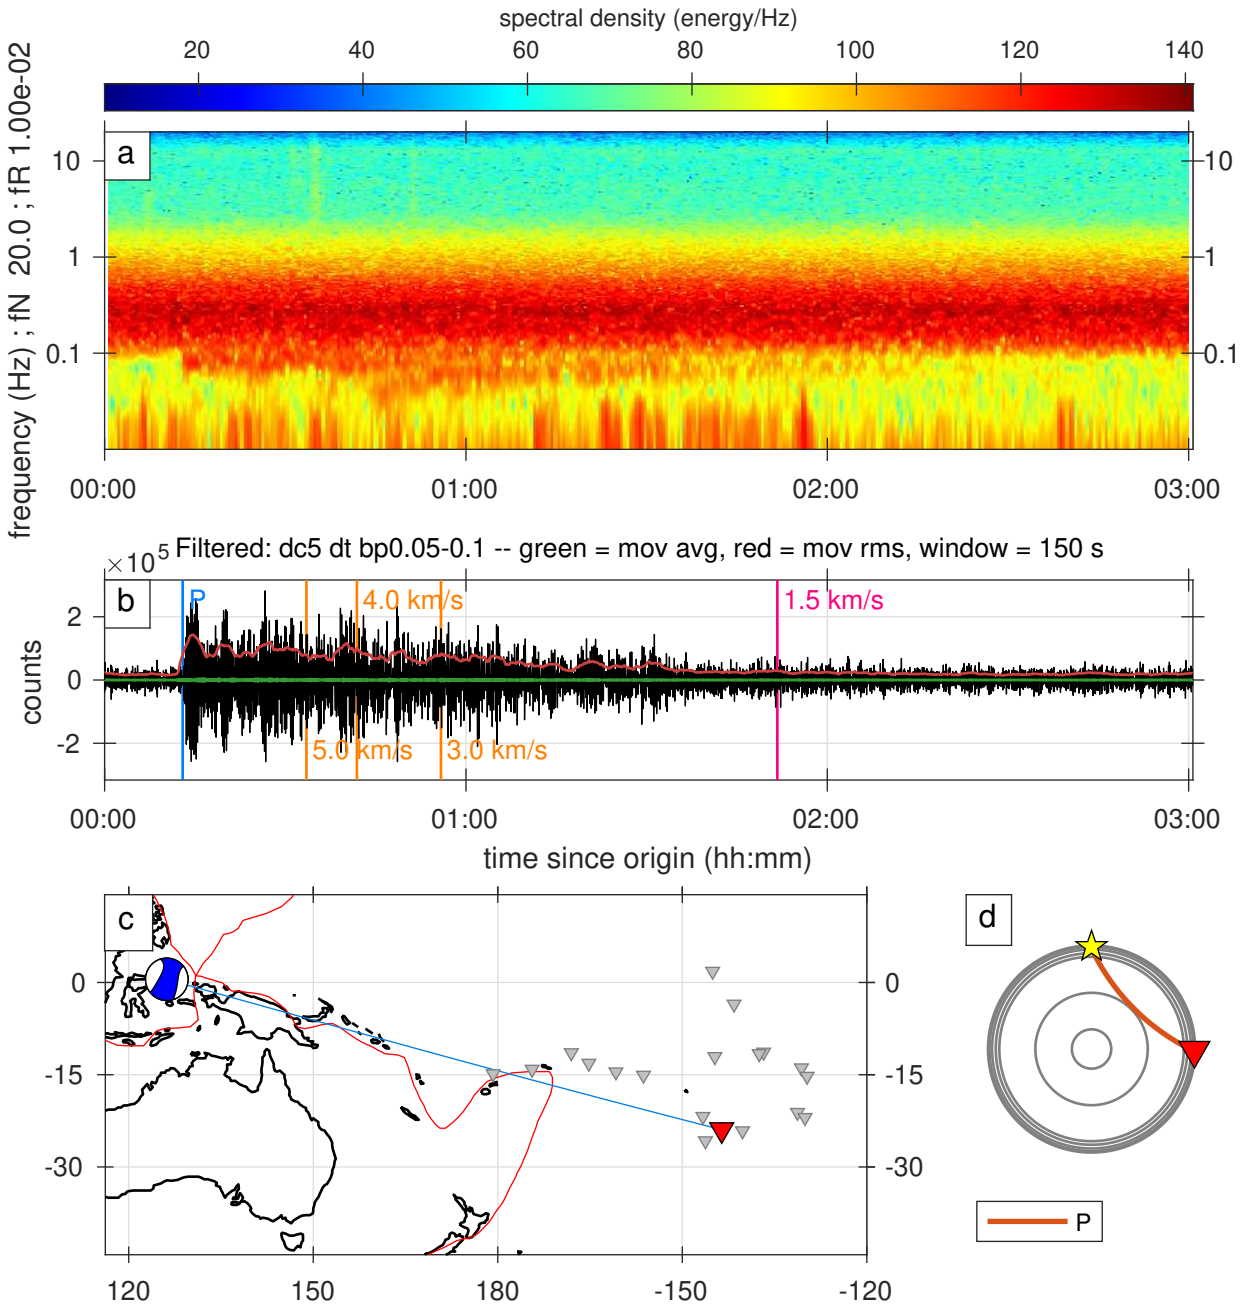 spectral density (energy/Hz)
20 40 60 80 100 120 140
frequency (Hz) ; fN 20.0 ; fR 1.00e-02
a
10 10
1 1
0.1 0.1
00:00 01:00 02:00 03:00
×10^5 Filtered: dc5 dt bp0.05-0.1 -- green = mov avg, red = mov rms, window = 150 s
b
P 4.0 km/s 1.5 km/s
counts
2
0
-2
5.0 km/s 3.0 km/s
00:00 01:00 02:00 03:00
time since origin (hh:mm)
c
d
0 0
-15 -15
-30 -30
120 150 180 -150 -120
P